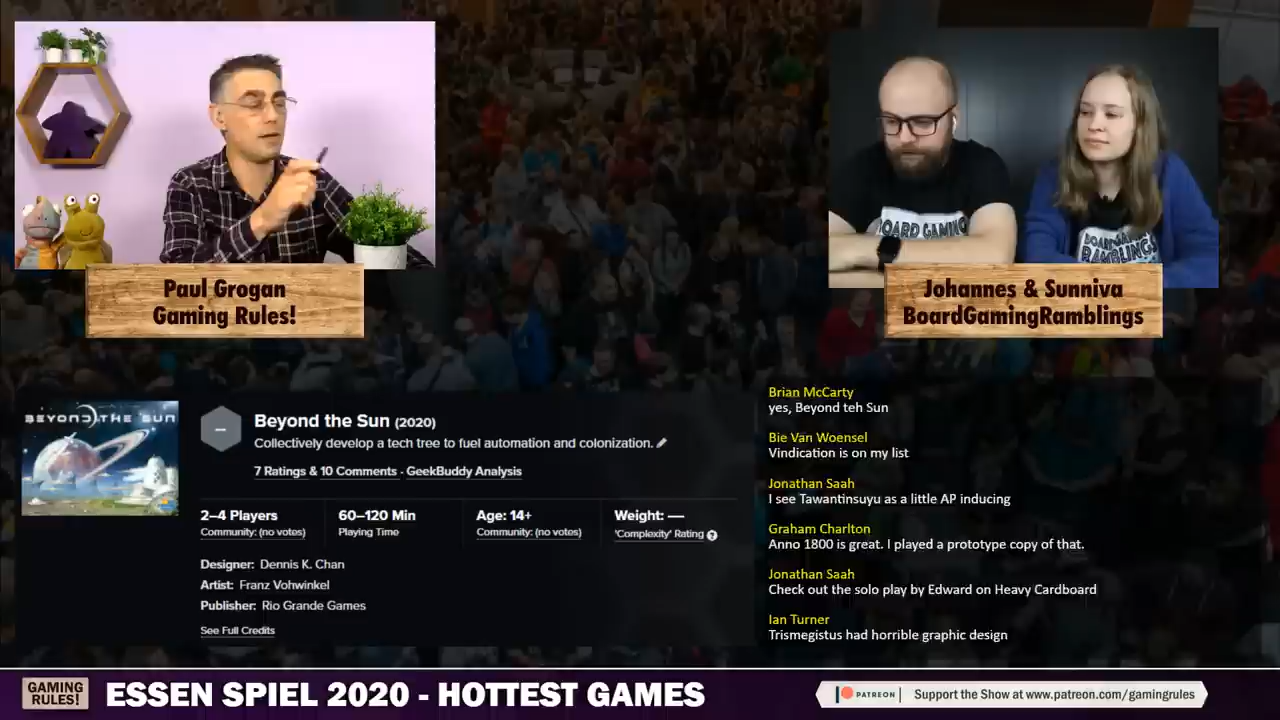 Paul Grogan
Gaming Rules!
BOARD GAMING
BOARDGAMING
RAMBLINGS
Johannes & Sunniva
BoardGamingRamblings
BEYOND THE SUN
--
Beyond the Sun (2020)
Collectively develop a tech tree to fuel automation and colonization.
7 Ratings & 10 Comments · GeekBuddy Analysis
2–4 Players
Community: (no votes)
60–120 Min
Playing Time
Age: 14+
Community: (no votes)
Weight: —
'Complexity' Rating ?
Designer: Dennis K. Chan
Artist: Franz Vohwinkel
Publisher: Rio Grande Games
See Full Credits
Brian McCarty
yes, Beyond teh Sun
Bie Van Woensel
Vindication is on my list
Jonathan Saah
I see Tawantinsuyu as a little AP inducing
Graham Charlton
Anno 1800 is great. I played a prototype copy of that.
Jonathan Saah
Check out the solo play by Edward on Heavy Cardboard
Ian Turner
Trismegistus had horrible graphic design
GAMING
RULES!
ESSEN SPIEL 2020 - HOTTEST GAMES
PATREON
Support the Show at www.patreon.com/gamingrules